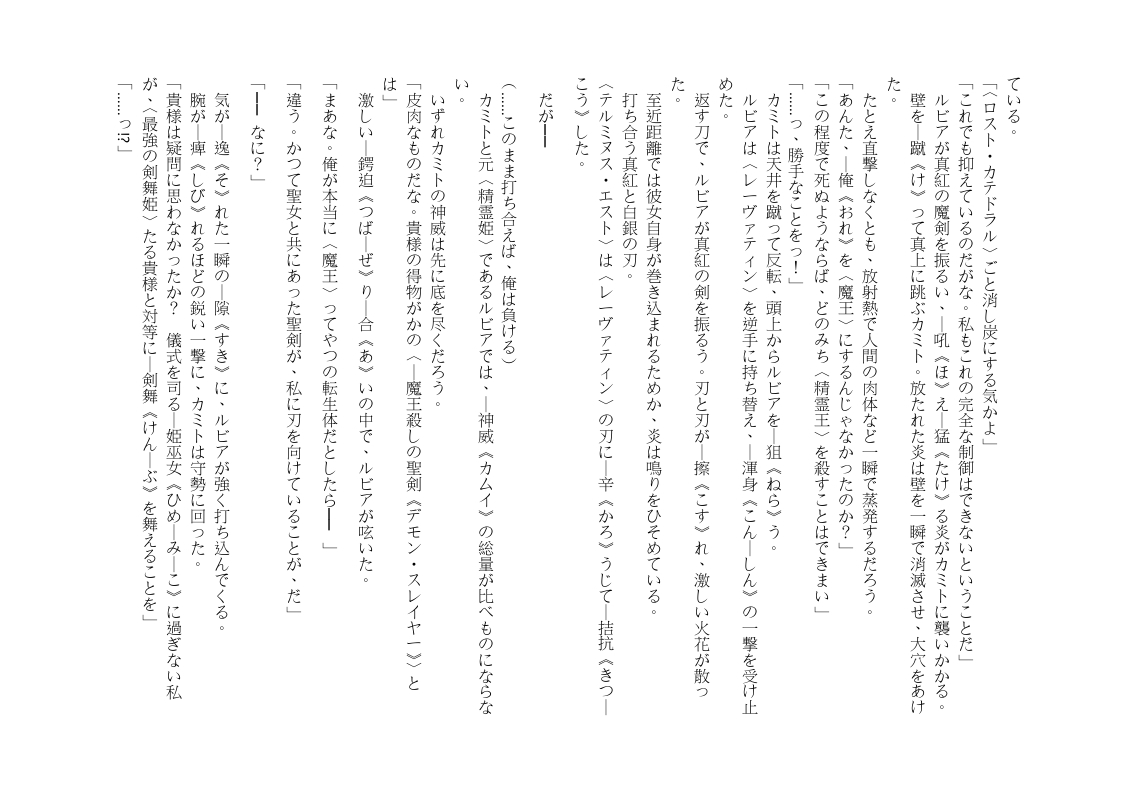 ている。
「〈ロスト・カテドラル〉ごと消し炭にする気かよ」
「これでも抑えているのだがな。私もこれの完全な制御はできないということだ」
　ルビアが真紅の魔剣を振るい、―吼《ほ》え―猛《たけ》る炎がカミトに襲いかかる。
　壁を―蹴《け》って真上に跳ぶカミト。放たれた炎は壁を一瞬で消滅させ、大穴をあけ
た。
　たとえ直撃しなくとも、放射熱で人間の肉体など一瞬で蒸発するだろう。
「あんた、―俺《おれ》を〈魔王〉にするんじゃなかったのか？」
「この程度で死ぬようならば、どのみち〈精霊王〉を殺すことはできまい」
「……っ、勝手なことをっ！」
　カミトは天井を蹴って反転、頭上からルビアを―狙《ねら》う。
　ルビアは〈レーヴァティン〉を逆手に持ち替え、―渾身《こん―しん》の一撃を受け止
めた。
　返す刀で、ルビアが真紅の剣を振るう。刃と刃が―擦《こす》れ、激しい火花が散っ
た。
　至近距離では彼女自身が巻き込まれるためか、炎は鳴りをひそめている。
　打ち合う真紅と白銀の刃。
〈テルミヌス・エスト〉は〈レーヴァティン〉の刃に―辛《かろ》うじて―拮抗《きつ―
こう》した。
　だが――
（……このまま打ち合えば、俺は負ける）
　カミトと元〈精霊姫〉であるルビアでは、―神威《カムイ》の総量が比べものにならな
い。
　いずれカミトの神威は先に底を尽くだろう。
「皮肉なものだな。貴様の得物がかの〈―魔王殺しの聖剣《デモン・スレイヤー》〉と
は」
　激しい―鍔迫《つば―ぜ》り―合《あ》いの中で、ルビアが呟いた。
「まあな。俺が本当に〈魔王〉ってやつの転生体だとしたら――　」
「違う。かつて聖女と共にあった聖剣が、私に刃を向けていることが、だ」
「――　なに？」
　気が―逸《そ》れた一瞬の―隙《すき》に、ルビアが強く打ち込んでくる。
　腕が―痺《しび》れるほどの鋭い一撃に、カミトは守勢に回った。
「貴様は疑問に思わなかったか？　儀式を司る―姫巫女《ひめ―み―こ》に過ぎない私
が、〈最強の剣舞姫〉たる貴様と対等に―剣舞《けん―ぶ》を舞えることを」
「……っ!?」